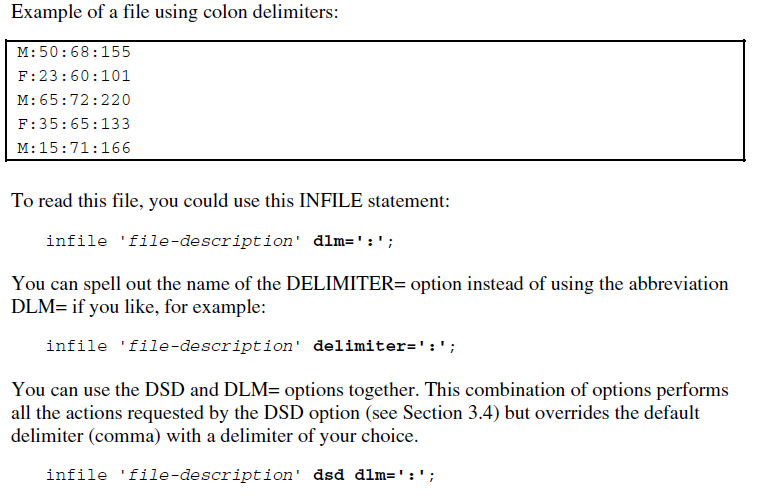 Example of a file using colon delimiters:
M:50:68:155
F:23:60:101
M:65:72:220
F:35:65:133
M:15:71:166
To read this file, you could use this INFILE statement:
infile 'file-description' dlm=':';
You can spell out the name of the DELIMITER= option instead of using the abbreviation
DLM= if you like, for example:
infile 'file-description' delimiter=':';
You can use the DSD and DLM= options together. This combination of options performs
all the actions requested by the DSD option (see Section 3.4) but overrides the default
delimiter (comma) with a delimiter of your choice.
infile 'file-description' dsd dlm=':';